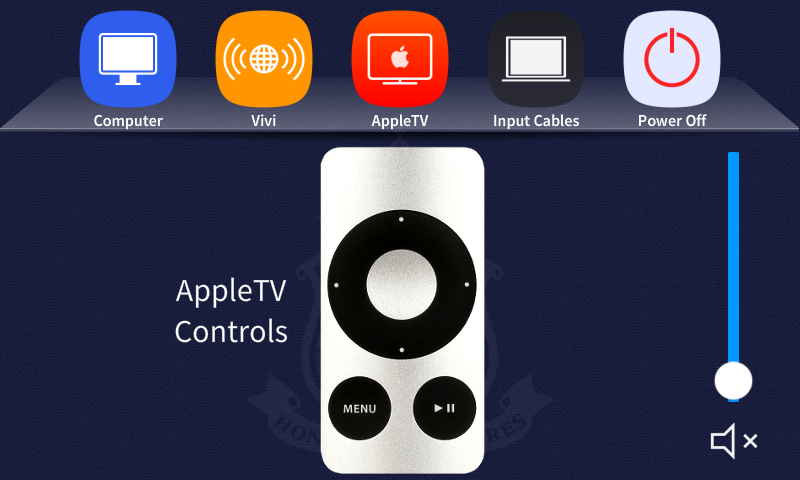 Computer
Vivi
AppleTV
Input Cables
Power Off
AppleTV
Controls
MENU